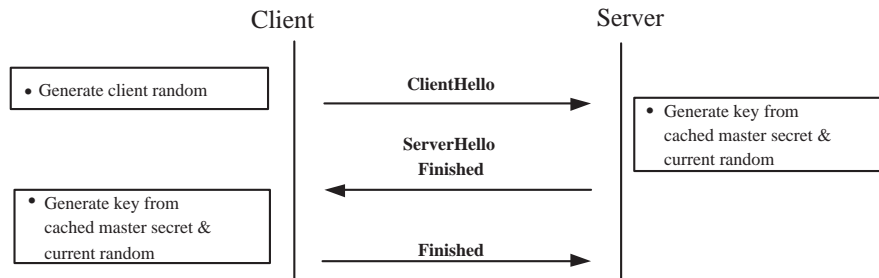 Client
Server
• Generate client random
ClientHello
• Generate key from
cached master secret &
current random
ServerHello
Finished
• Generate key from
cached master secret &
current random
Finished